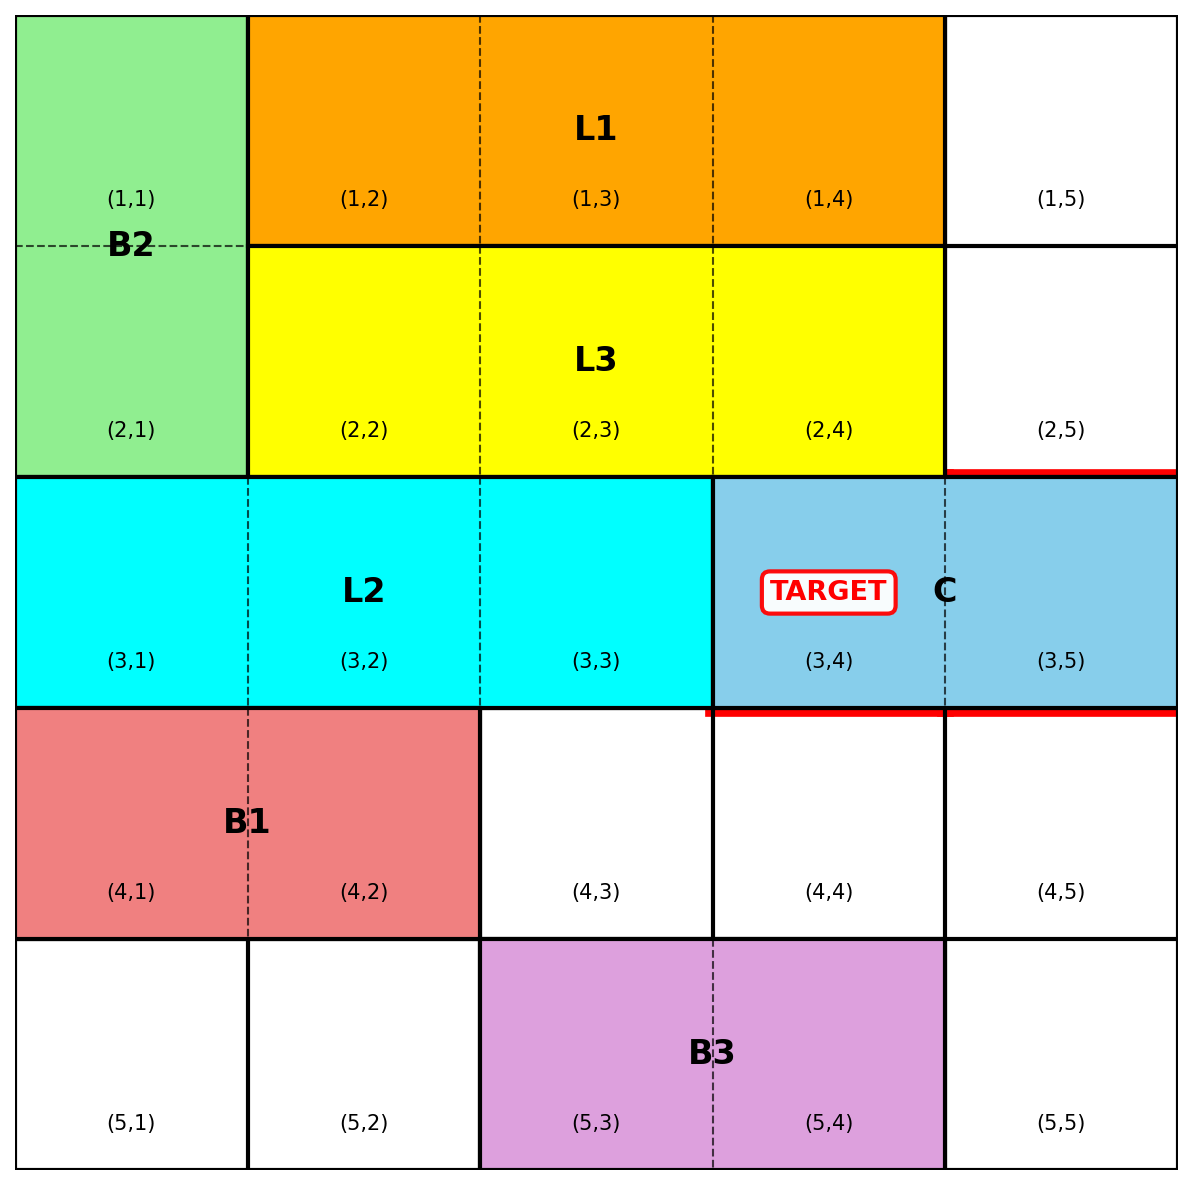 L1
(1,1) (1,2) (1,3) (1,4) (1,5)
B2
L3
(2,1) (2,2) (2,3) (2,4) (2,5)
L2 TARGET C
(3,1) (3,2) (3,3) (3,4) (3,5)
B1
(4,1) (4,2) (4,3) (4,4) (4,5)
B3
(5,1) (5,2) (5,3) (5,4) (5,5)